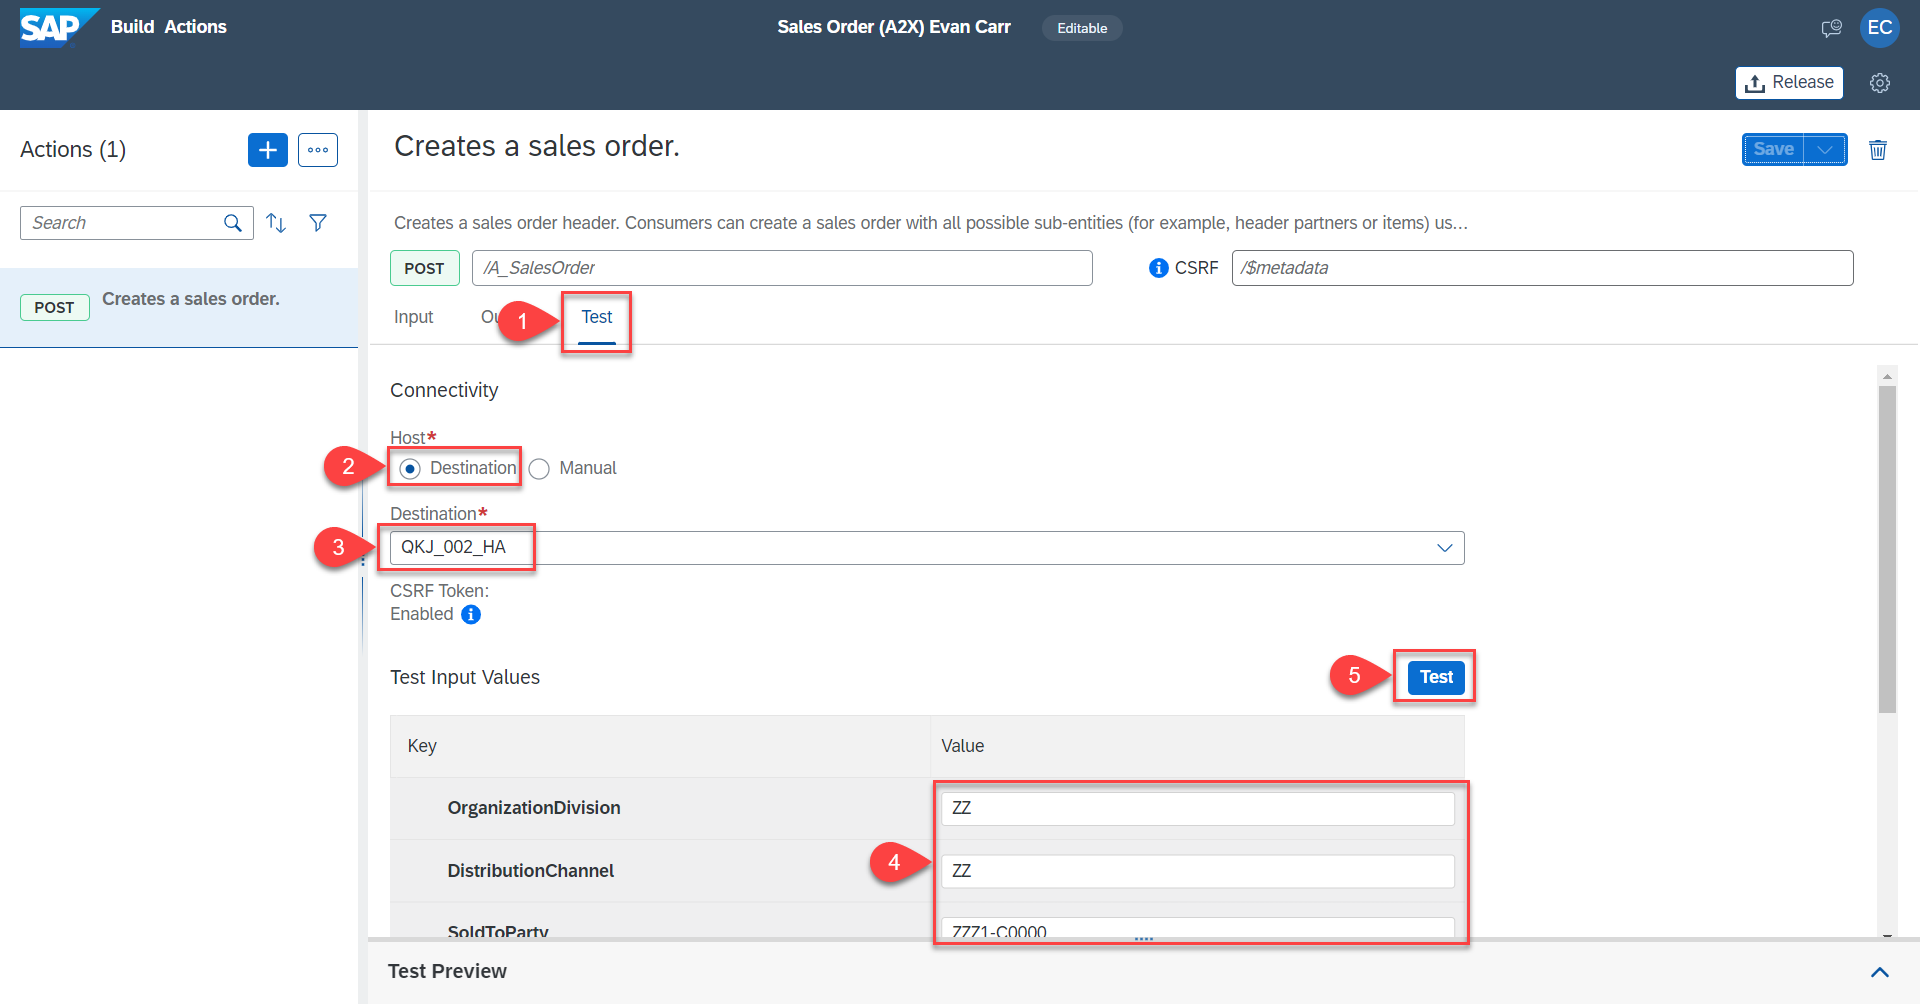 SAP Build Actions
Sales Order (A2X) Evan Carr
Editable
EC
Release
Actions (1)
Creates a sales order.
Save
Search
Creates a sales order header. Consumers can create a sales order with all possible sub-entities (for example, header partners or items) us...
POST /A_SalesOrder
CSRF /$metadata
POST Creates a sales order.
Input
Ou
1
Test
Connectivity
Host*
2
Destination
Manual
Destination*
3
QKJ_002_HA
CSRF Token:
Enabled
Test Input Values
5
Test
Key Value
OrganizationDivision ZZ
4
DistributionChannel ZZ
SoldToParty ZZZ1-C0000
Test Preview